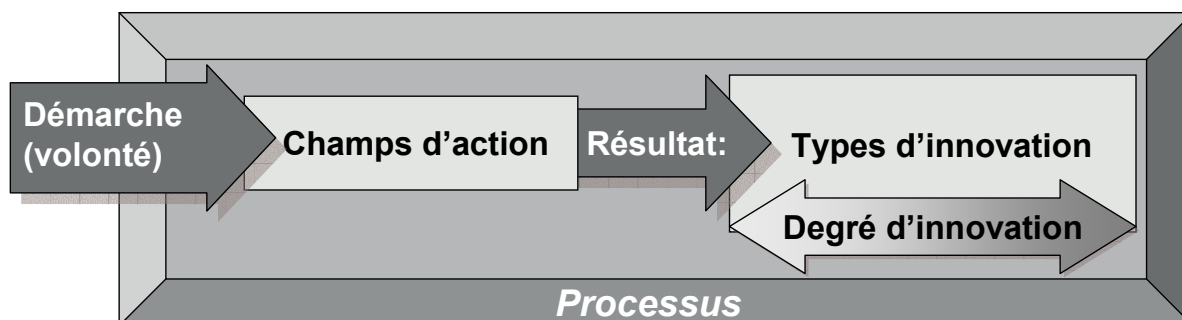 Démarche
(volonté)
Champs d’action
Résultat:
Types d’innovation
Degré d’innovation
Processus